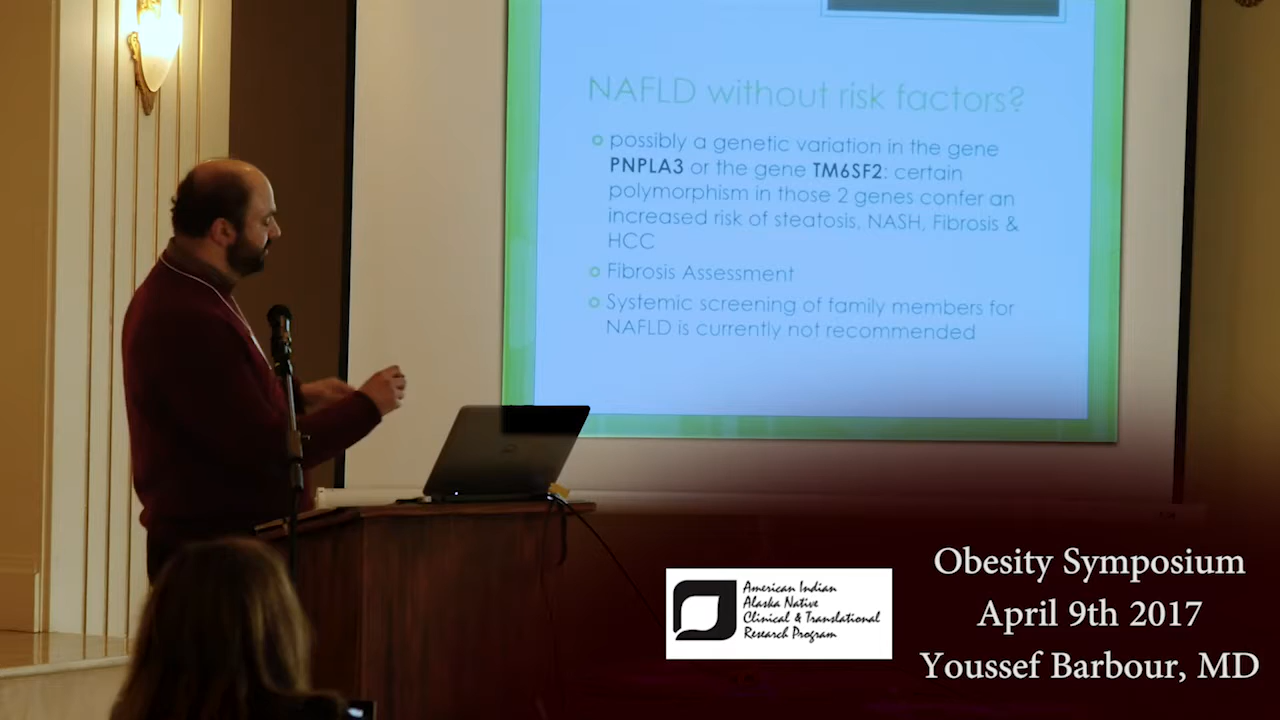 NAFLD without risk factors?
possibly a genetic variation in the gene
PNPLA3 or the gene TM6SF2: certain
polymorphism in those 2 genes confer an
increased risk of steatosis, NASH, Fibrosis &
HCC
Fibrosis Assessment
Systemic screening of family members for
NAFLD is currently not recommended
American Indian
Alaska Native
Clinical & Translational
Research Program
Obesity Symposium
April 9th 2017
Youssef Barbour, MD